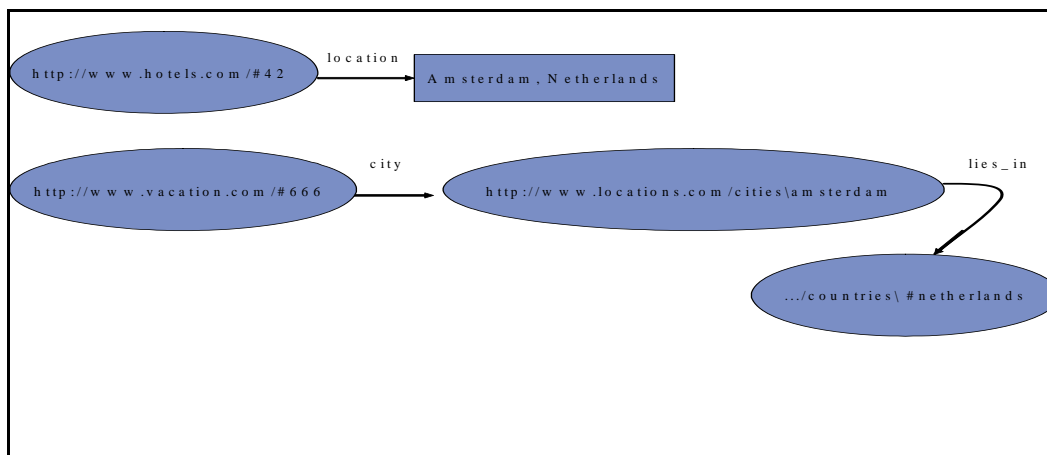 location
http://www.hotels.com/#42
Amsterdam, Netherlands
city
lies_in
http://www.vacation.com/#666
http://www.locations.com/cities\amsterdam
.../countries\#netherlands